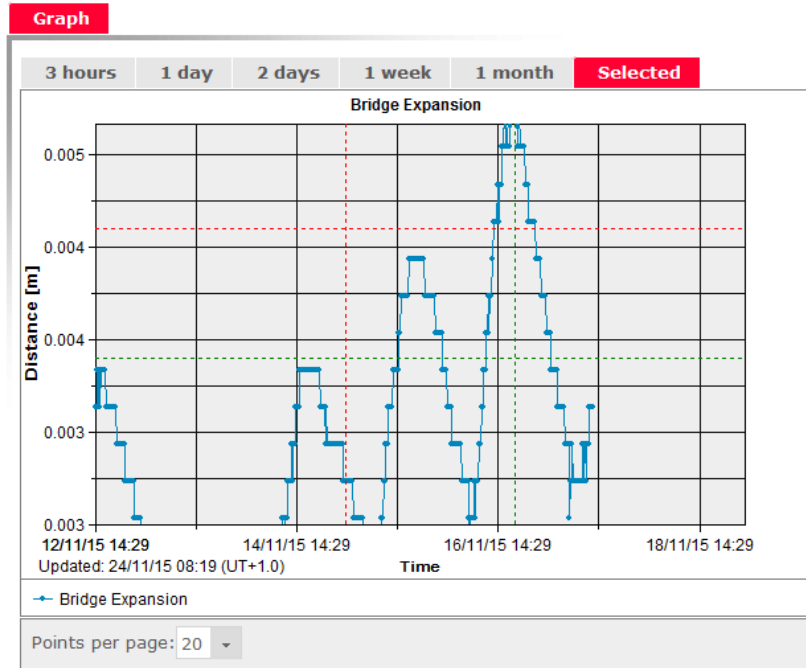 Graph
3 hours 1 day 2 days 1 week 1 month Selected
Bridge Expansion
0.005
0.004
Distance [m]
0.004
0.003
0.003
12/11/15 14:29 14/11/15 14:29 16/11/15 14:29 18/11/15 14:29
Updated: 24/11/15 08:19 (UT+1.0) Time
Bridge Expansion
Points per page: 20